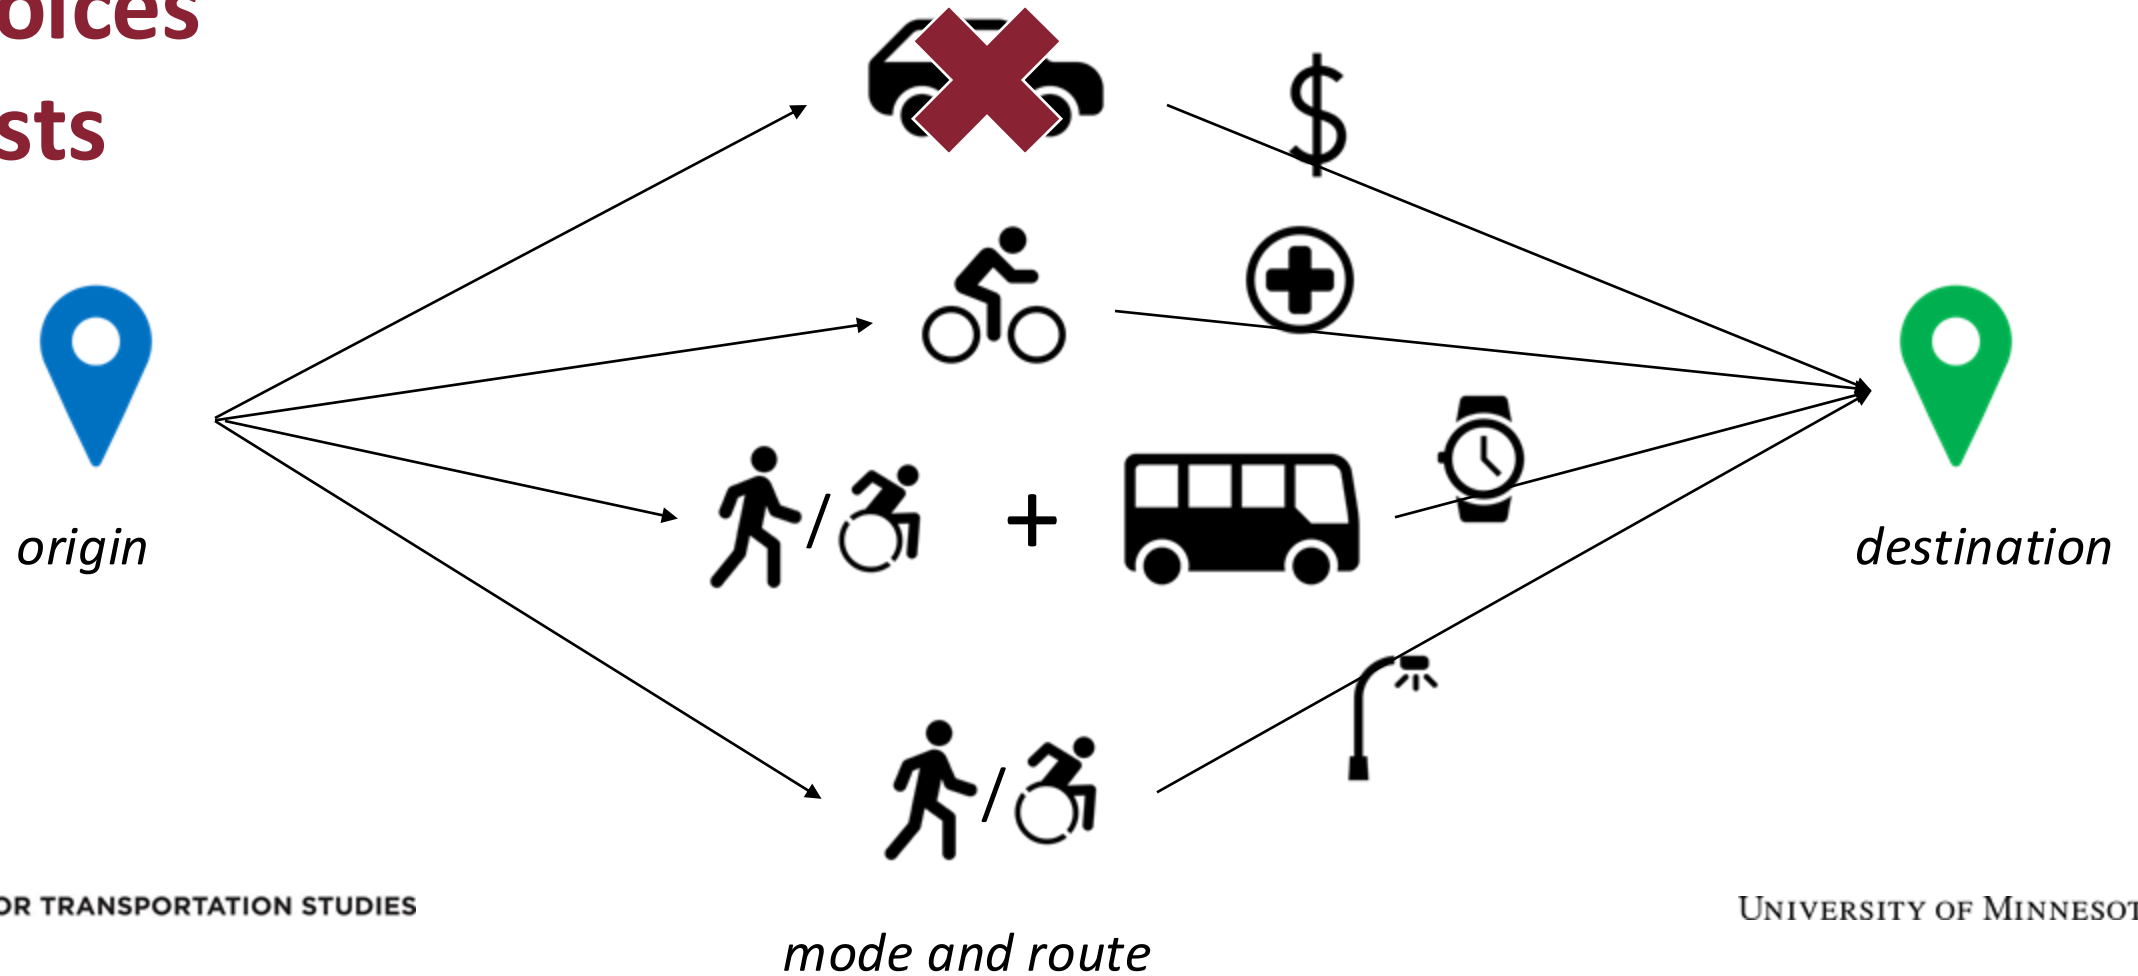 oices
sts
$
origin
/
+
destination
/
OR TRANSPORTATION STUDIES
UNIVERSITY OF MINNESOT
mode and route